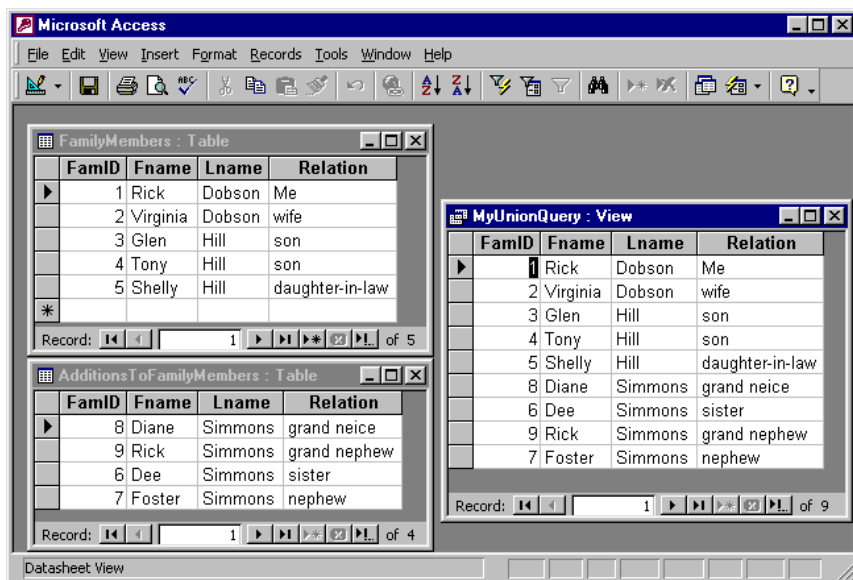 Microsoft Access
File Edit View Insert Format Records Tools Window Help
FamilyMembers : Table
FamID Fname Lname Relation
1 Rick Dobson Me
2 Virginia Dobson wife
3 Glen Hill son
4 Tony Hill son
5 Shelly Hill daughter-in-law
Record: 1 of 5
AdditionsToFamilyMembers : Table
FamID Fname Lname Relation
8 Diane Simmons grand neice
9 Rick Simmons grand nephew
6 Dee Simmons sister
7 Foster Simmons nephew
Record: 1 of 4
MyUnionQuery : View
FamID Fname Lname Relation
1 Rick Dobson Me
2 Virginia Dobson wife
3 Glen Hill son
4 Tony Hill son
5 Shelly Hill daughter-in-law
8 Diane Simmons grand neice
6 Dee Simmons sister
9 Rick Simmons grand nephew
7 Foster Simmons nephew
Record: 1 of 9
Datasheet View